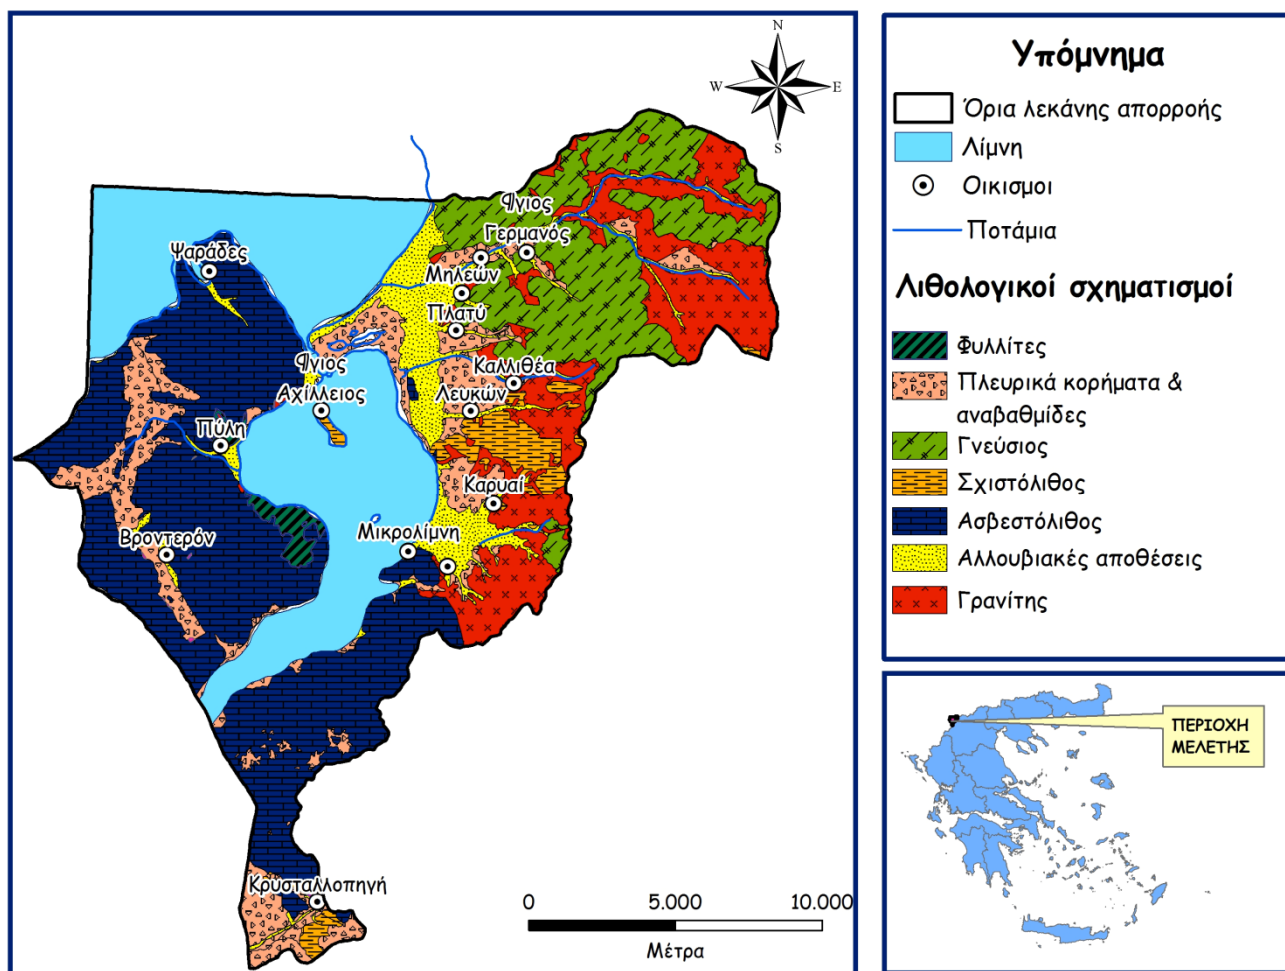 N
W
E
S
Ψαράδες
Άγιος
Γερμανός
Μηλεών
Πλατύ
Άγιος
Αχίλλειος
Καλλιθέα
Λευκών
Πύλη
Καρυαί
Μικρολίμνη
Βροντερόν
Κρυσταλλοπηγή
0
5.000
10.000
Μέτρα
Υπόμνημα
Όρια λεκάνης απορροής
Λίμνη
Οικισμοι
Ποτάμια
Λιθολογικοί σχηματισμοί
Φυλλίτες
Πλευρικά κορήματα &
αναβαθμίδες
Γνεύσιος
Σχιστόλιθος
Ασβεστόλιθος
Αλλουβιακές αποθέσεις
Γρανίτης
ΠΕΡΙΟΧΗ
ΜΕΛΕΤΗΣ